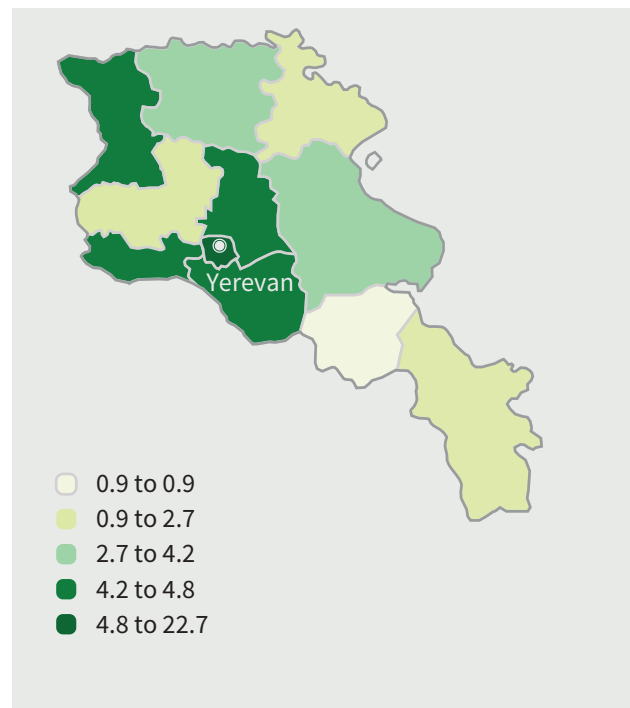 Yerevan
0.9 to 0.9
0.9 to 2.7
2.7 to 4.2
4.2 to 4.8
4.8 to 22.7